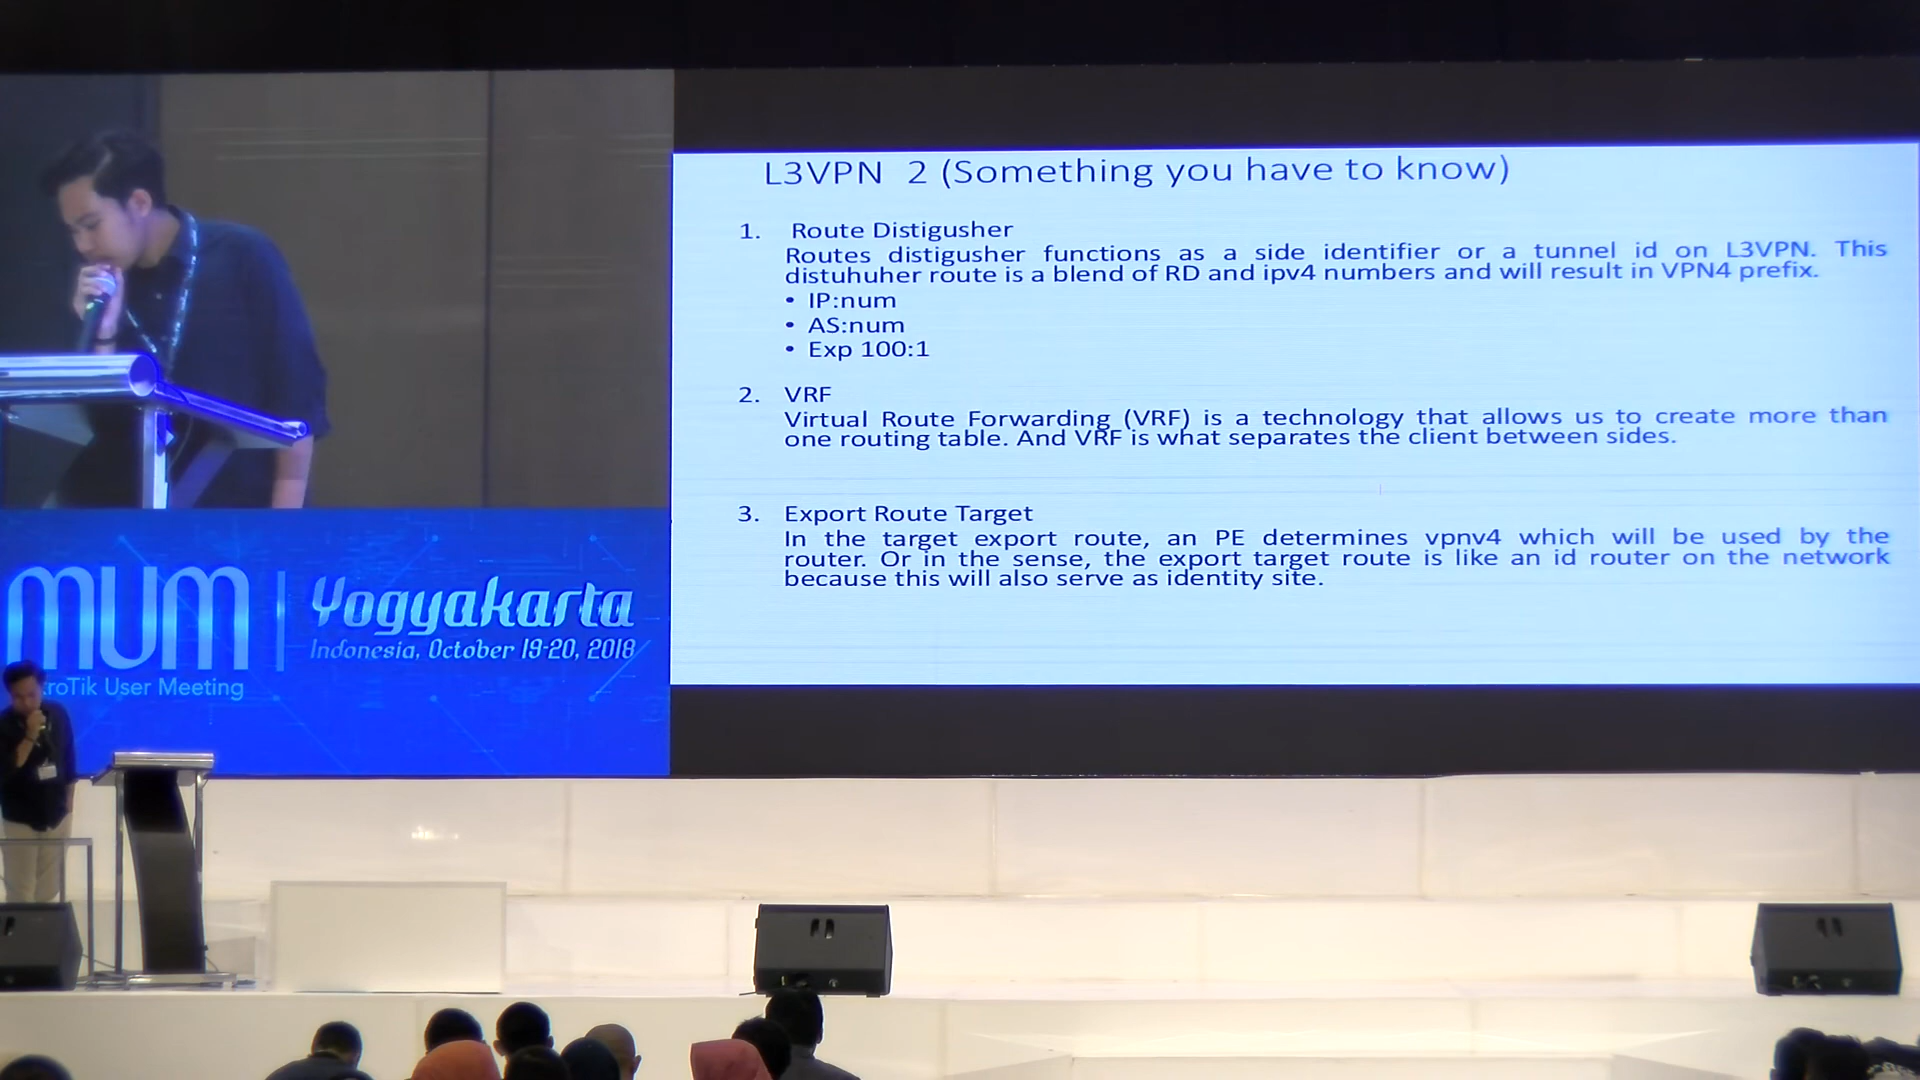 L3VPN 2 (Something you have to know)
1. Route Distigusher
Routes distigusher functions as a side identifier or a tunnel id on L3VPN. This
distuhuher route is a blend of RD and ipv4 numbers and will result in VPN4 prefix.
• IP:num
• AS:num
• Exp 100:1
2. VRF
Virtual Route Forwarding (VRF) is a technology that allows us to create more than
one routing table. And VRF is what separates the client between sides.
3. Export Route Target
In the target export route, an PE determines vpnv4 which will be used by the
router. Or in the sense, the export target route is like an id router on the network
because this will also serve as identity site.
MUM
Yogyakarta
Indonesia, October 19-20, 2018
kroTik User Meeting